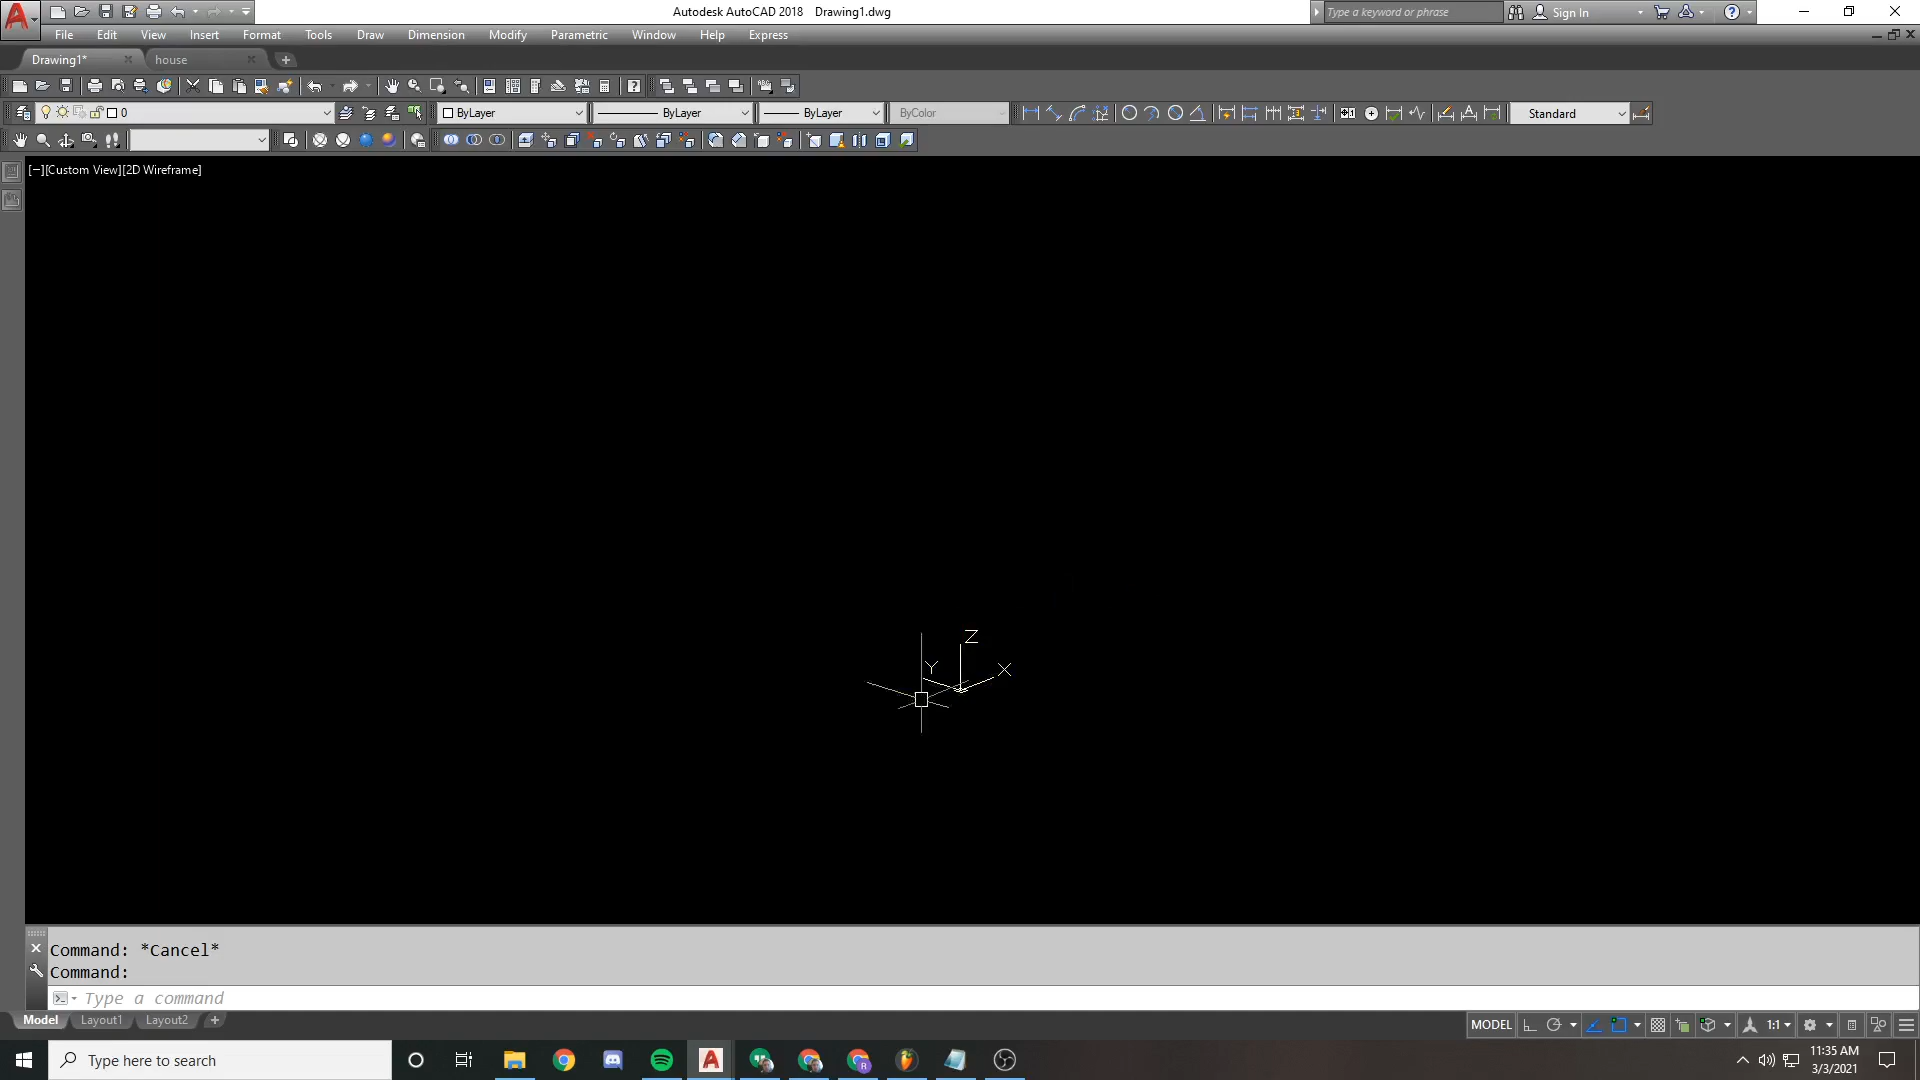 Autodesk AutoCAD 2018 Drawing1.dwg
Type a keyword or phrase
Sign In
File Edit View Insert Format Tools Draw Dimension Modify Parametric Window Help Express
Drawing1* house
0 ByLayer ByLayer ByLayer ByColor Standard
[−][Custom View][2D Wireframe]
Z
Y X
Command: *Cancel*
Command:
Type a command
Model Layout1 Layout2
MODEL 1:1
Type here to search
11:35 AM
3/3/2021